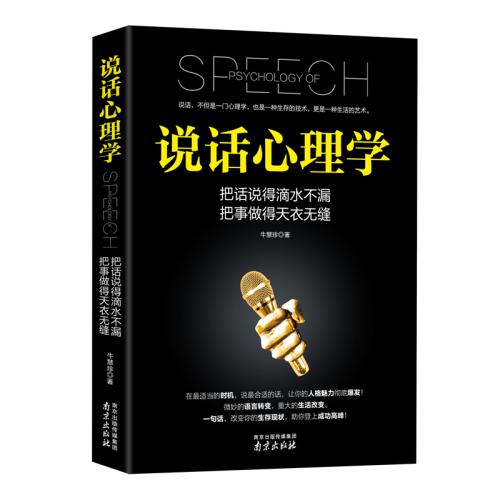 SPEECH
PSYCHOLOGY OF
说话，不但是一门心理学，也是一种生存的技术，更是一种生活的艺术。
说话心理学
把话说得滴水不漏
把事做得天衣无缝
牛慧珍◎著
在最适当的时机，说最合适的话，让你的人格魅力彻底爆发！
微妙的语言转变，重大的生活改变，
一句话，改变你的生存现状，助你登上成功高峰！
南京出版传媒集团
南京出版社
说话心理学
SPEECH
PSYCHOLOGY OF
把话说得滴水不漏
把事做得天衣无缝
牛慧珍◎著
南京出版传媒集团
南京出版社